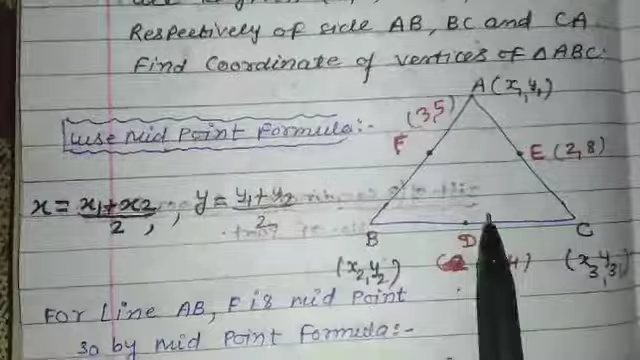 Respectively of side AB, BC and CA
Find Coordinate of vertices of ΔABC.
A(x₁,y₁)
(3,5)
use mid point formula:-
F
E(2,8)
x = x₁+x₂/2, , y = y₁+y₂/2
B
D
C
(x₂,y₂)
(x₃,y₃)
For Line AB, F is mid point
so by mid point formula:-